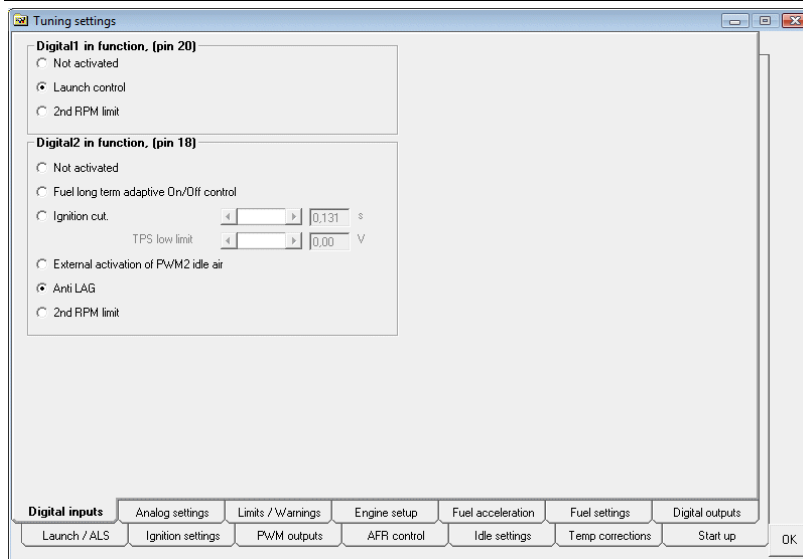 Tuning settings
Digital1 in function, (pin 20)
Not activated
Launch control
2nd RPM limit
Digital2 in function, (pin 18)
Not activated
Fuel long term adaptive On/Off control
Ignition cut. 0,131 s
TPS low limit 0,00 V
External activation of PWM2 idle air
Anti LAG
2nd RPM limit
Digital inputs Analog settings Limits / Warnings Engine setup Fuel acceleration Fuel settings Digital outputs
Launch / ALS Ignition settings PWM outputs AFR control Idle settings Temp corrections Start up OK